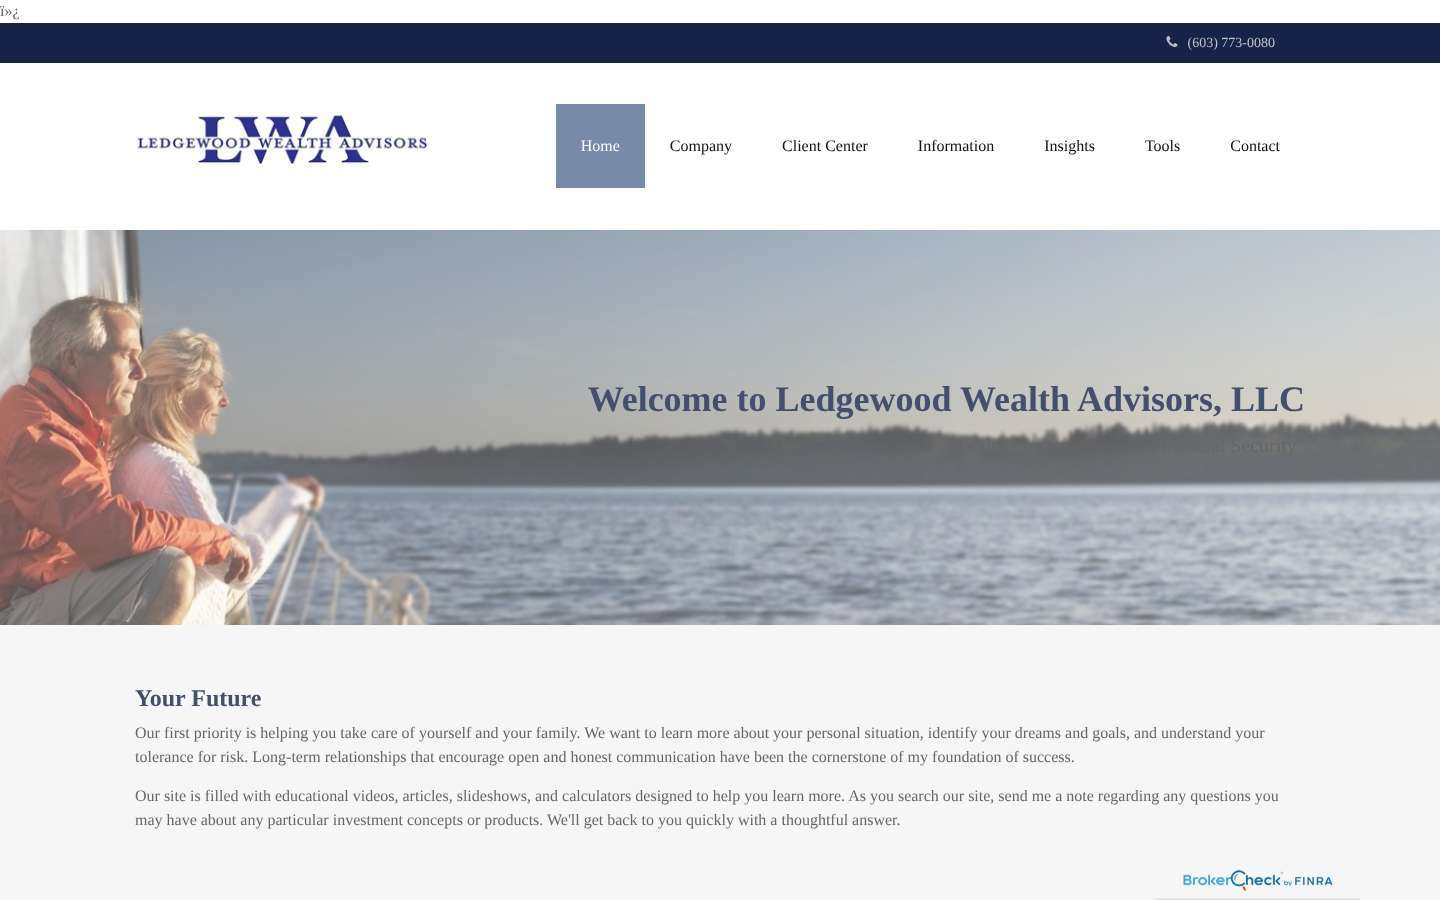 ï»¿
(603) 773-0080
LWA
LEDGEWOOD WEALTH ADVISORS
Home
Company
Client Center
Information
Insights
Tools
Contact
Welcome to Ledgewood Wealth Advisors, LLC
Security
Your Future
Our first priority is helping you take care of yourself and your family. We want to learn more about your personal situation, identify your dreams and goals, and understand your
tolerance for risk. Long-term relationships that encourage open and honest communication have been the cornerstone of my foundation of success.
Our site is filled with educational videos, articles, slideshows, and calculators designed to help you learn more. As you search our site, send me a note regarding any questions you
may have about any particular investment concepts or products. We'll get back to you quickly with a thoughtful answer.
BrokerCheck by FINRA